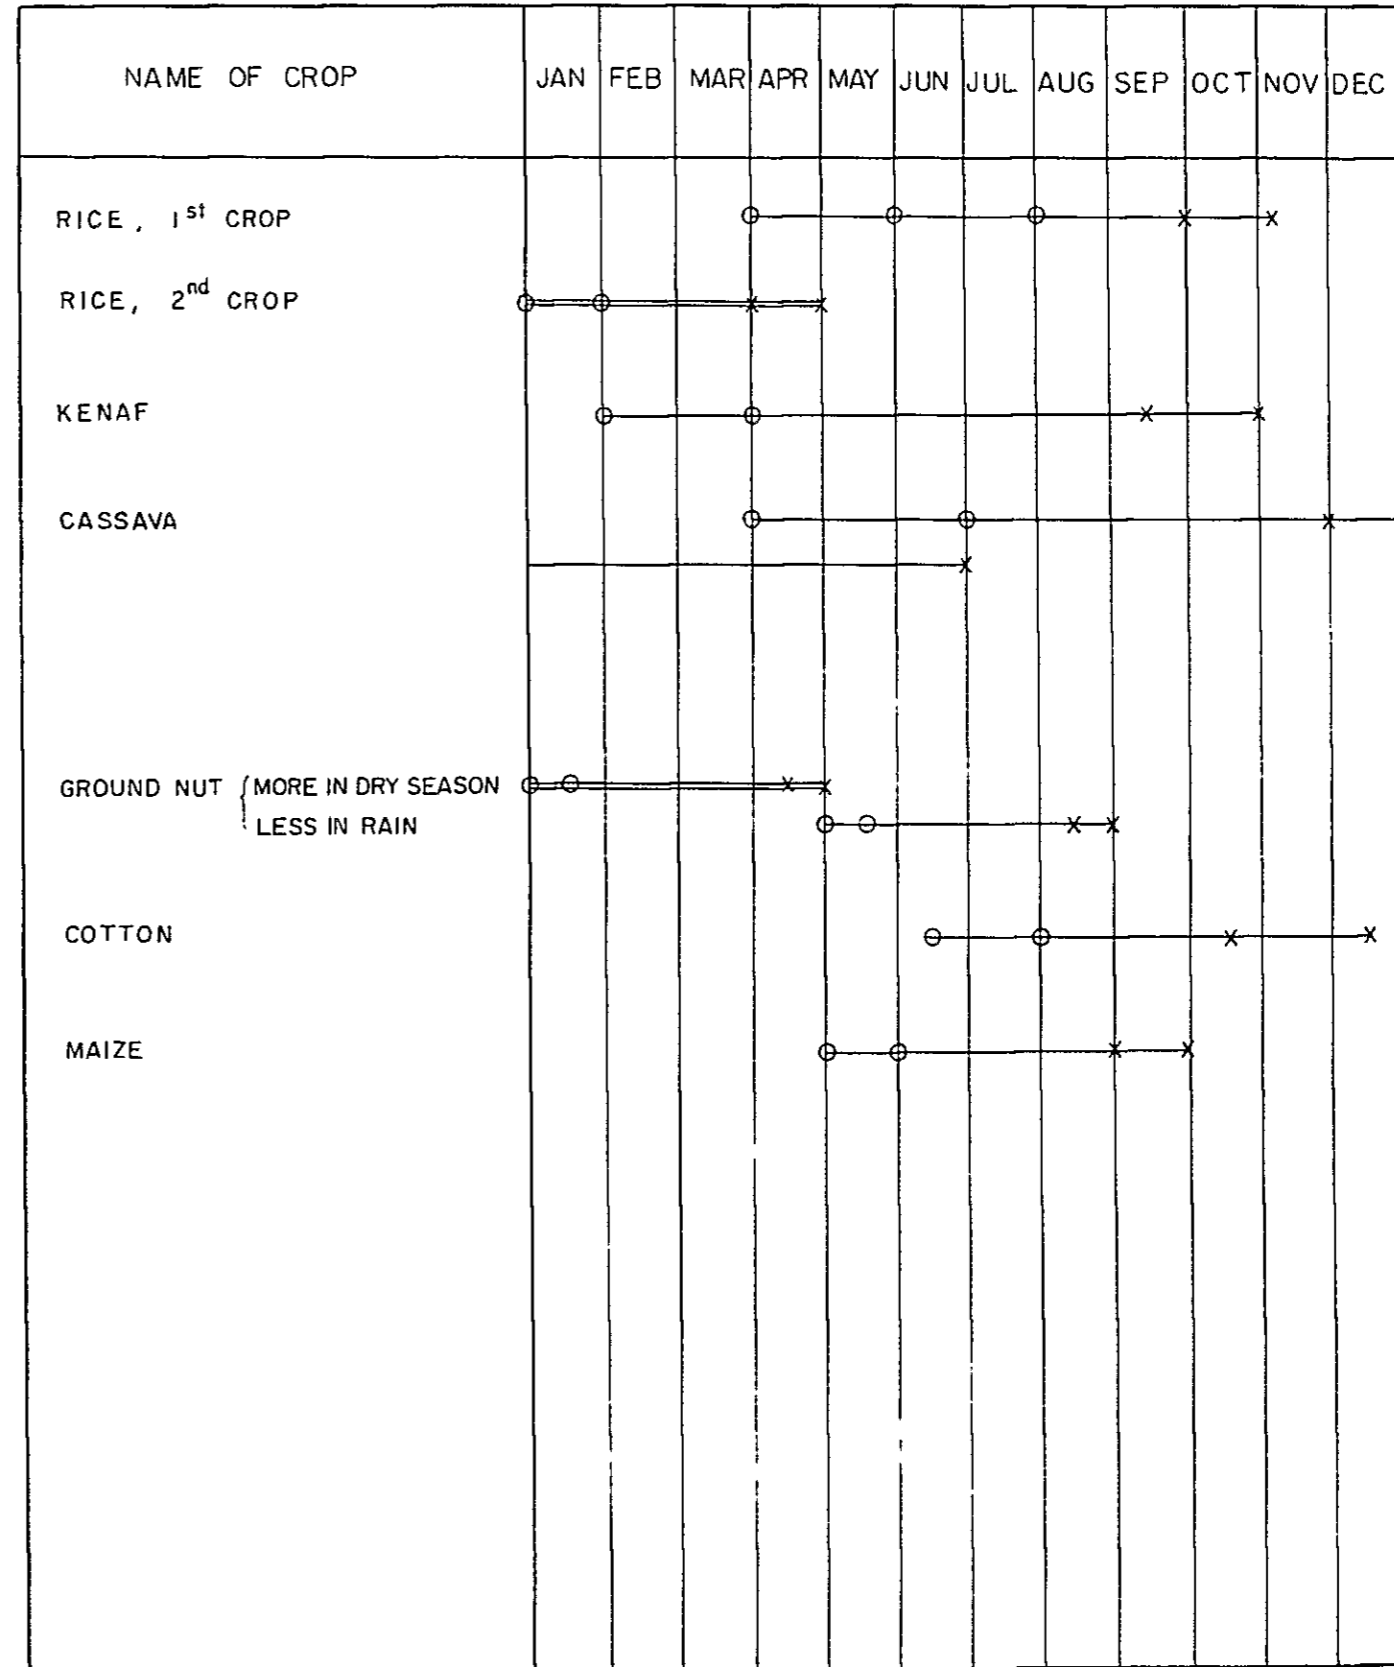 NAME OF CROP JAN FEB MAR APR MAY JUN JUL AUG SEP OCT NOV DEC
RICE, 1st CROP
RICE, 2nd CROP
KENAF
CASSAVA
GROUND NUT { MORE IN DRY SEASON
LESS IN RAIN
COTTON
MAIZE